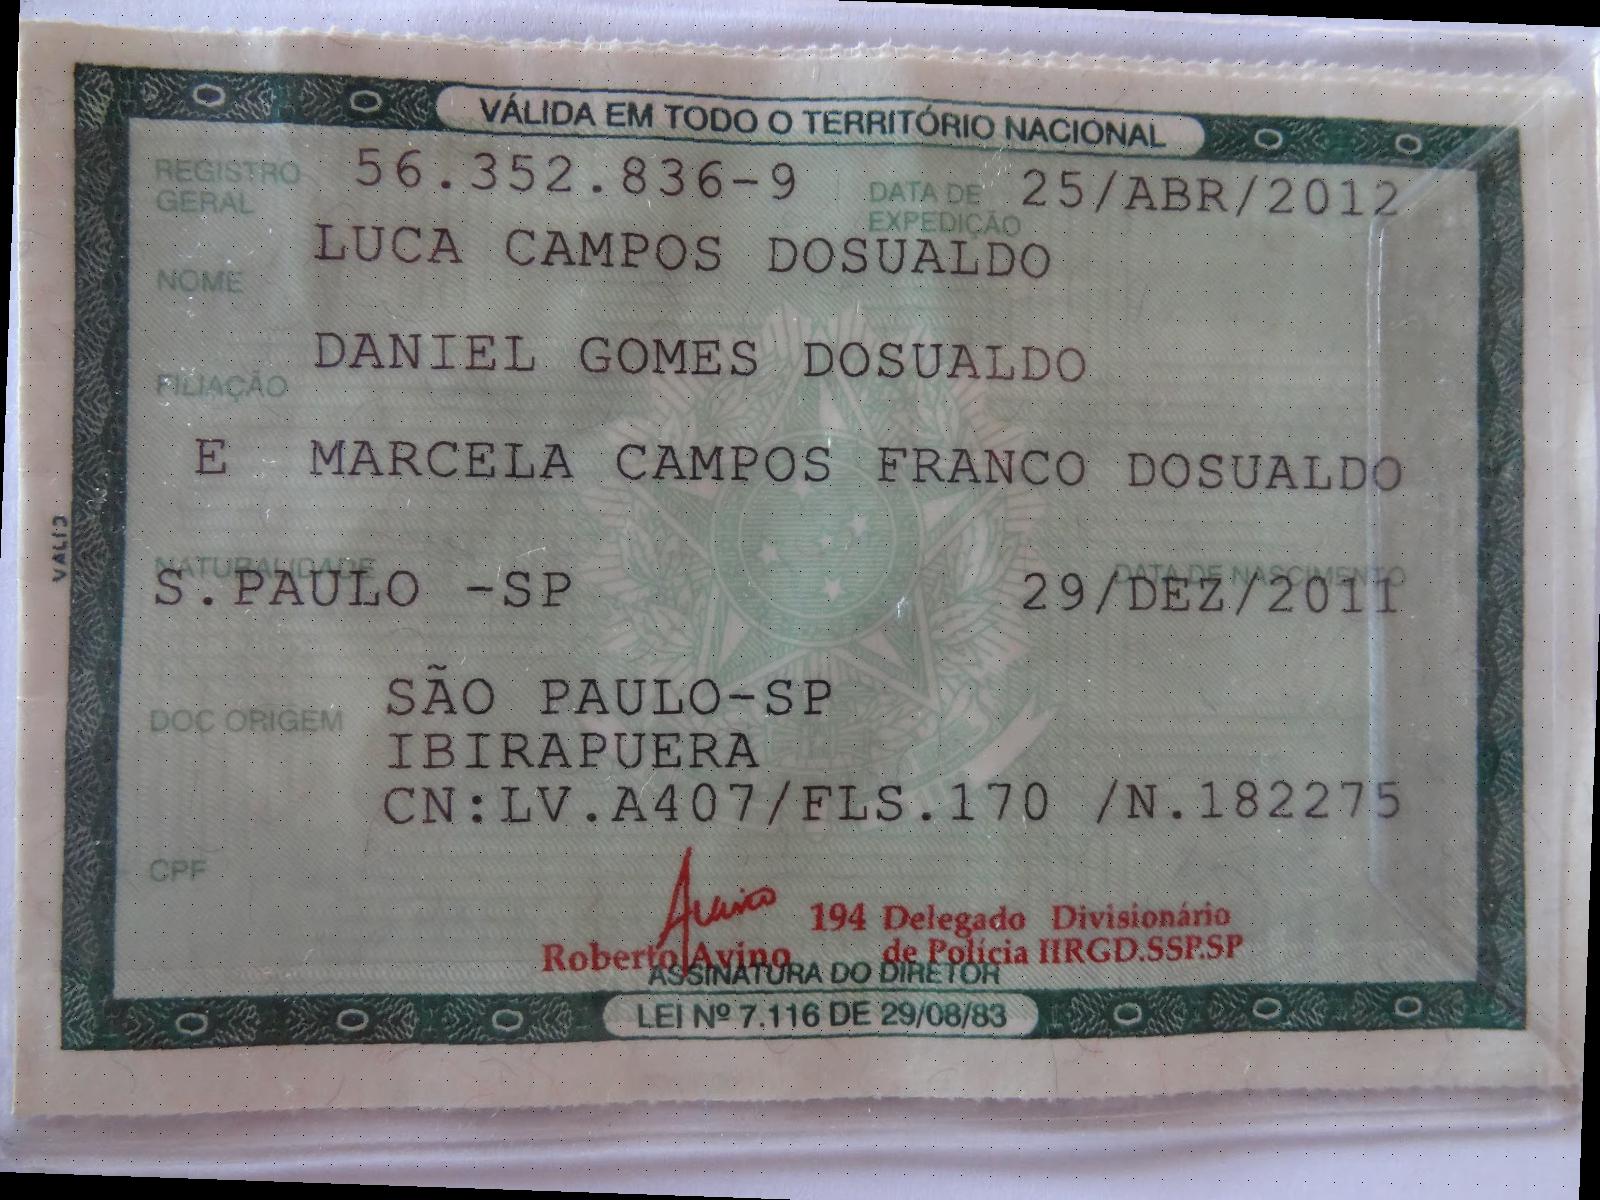 VÁLIDA EM TODO O TERRITÓRIO NACIONAL
REGISTRO GERAL 56.352.836-9 DATA DE EXPEDIÇÃO 25/ABR/2012
NOME LUCA CAMPOS DOSUALDO
FILIAÇÃO DANIEL GOMES DOSUALDO
E MARCELA CAMPOS FRANCO DOSUALDO
NATURALIDADE DATA DE NASCIMENTO
S.PAULO -SP 29/DEZ/2011
DOC ORIGEM SÃO PAULO-SP
IBIRAPUERA
CN:LV.A407/FLS.170 /N.182275
CPF
194 Delegado Divisionário
Roberto Avino de Polícia IIRGD.SSP.SP
ASSINATURA DO DIRETOR
LEI Nº 7.116 DE 29/08/83